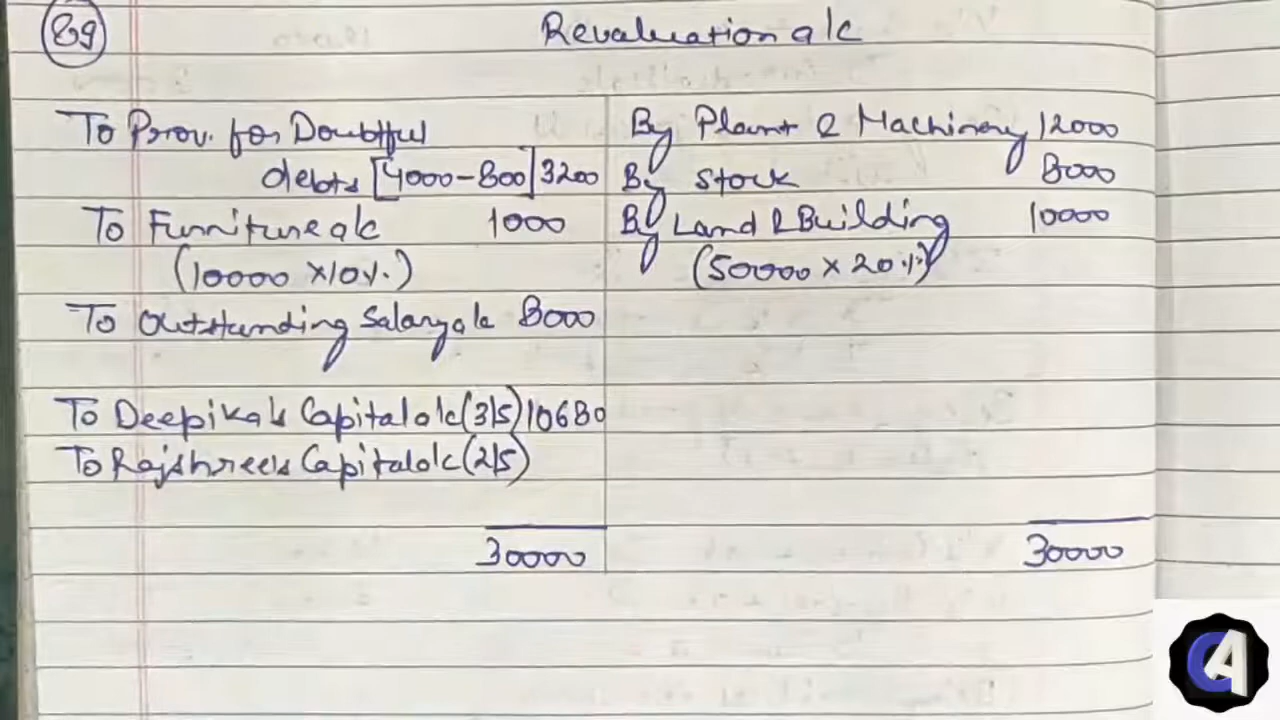 89
Revaluation a/c
To Prov. for Doubtful
debts [4000-800] 3200
To Furniture a/c 1000
(10000 x 10%.)
To Outstanding Salary a/c 8000
To Deepika's Capital a/c (3/5) 10680
To Rajshree's Capital a/c (2/5)
30000
By Plant & Machinery 12000
By Stock 8000
By Land & Building 10000
(50000 x 20%.)
30000
CA